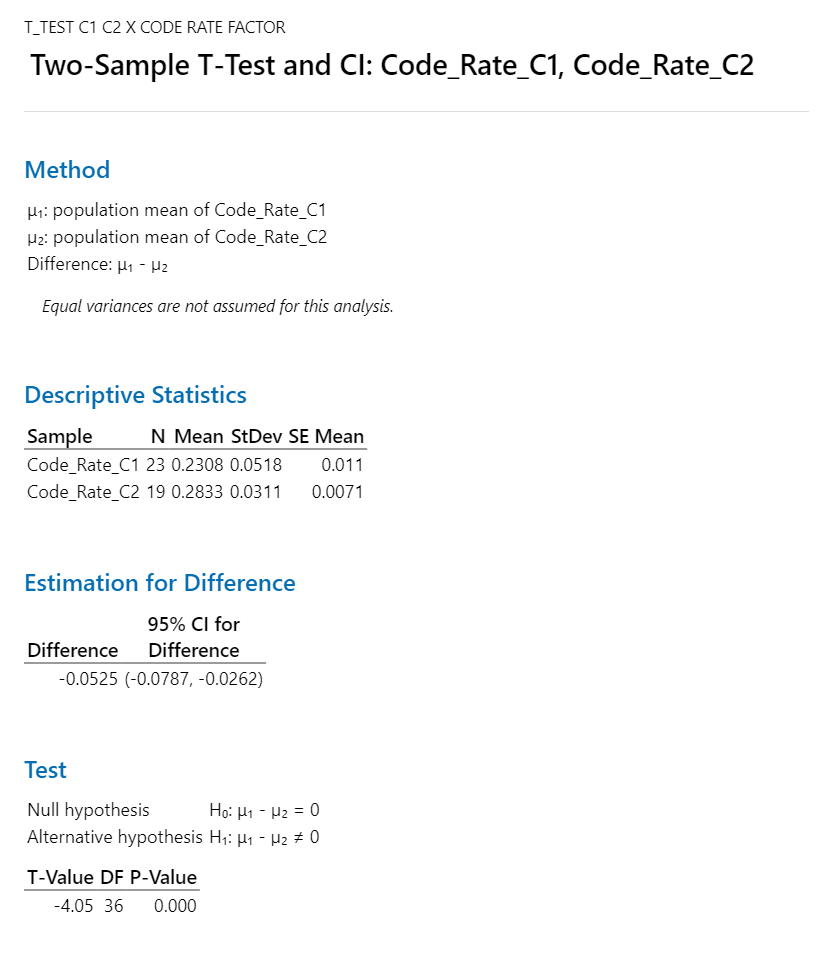 T_TEST C1 C2 X CODE RATE FACTOR
Two-Sample T-Test and CI: Code_Rate_C1, Code_Rate_C2
Method
μ₁: population mean of Code_Rate_C1
µ₂: population mean of Code_Rate_C2
Difference: μ₁ - µ₂
Equal variances are not assumed for this analysis.
Descriptive Statistics
Sample N Mean StDev SE Mean
Code_Rate_C1 23 0.2308 0.0518 0.011
Code_Rate_C2 19 0.2833 0.0311 0.0071
Estimation for Difference
95% CI for
Difference Difference
-0.0525 (-0.0787, -0.0262)
Test
Null hypothesis H₀: μ₁ - µ₂ = 0
Alternative hypothesis H₁: μ₁ - µ₂ ≠ 0
T-Value DF P-Value
-4.05 36 0.000